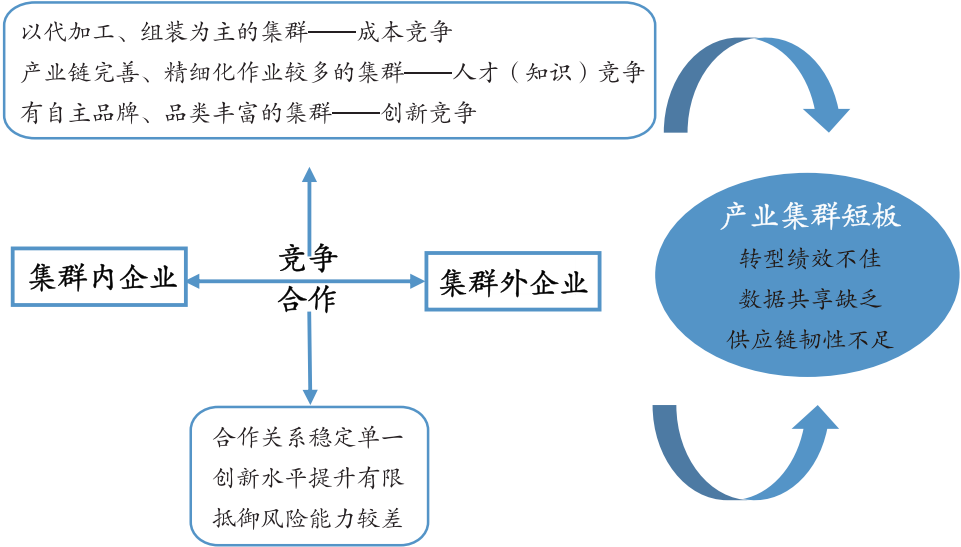 以代加工、组装为主的集群——成本竞争
产业链完善、精细化作业较多的集群——人才（知识）竞争
有自主品牌、品类丰富的集群——创新竞争
产业集群短板
转型绩效不佳
数据共享缺乏
供应链韧性不足
集群内企业
竞争
合作
集群外企业
合作关系稳定单一
创新水平提升有限
抵御风险能力较差